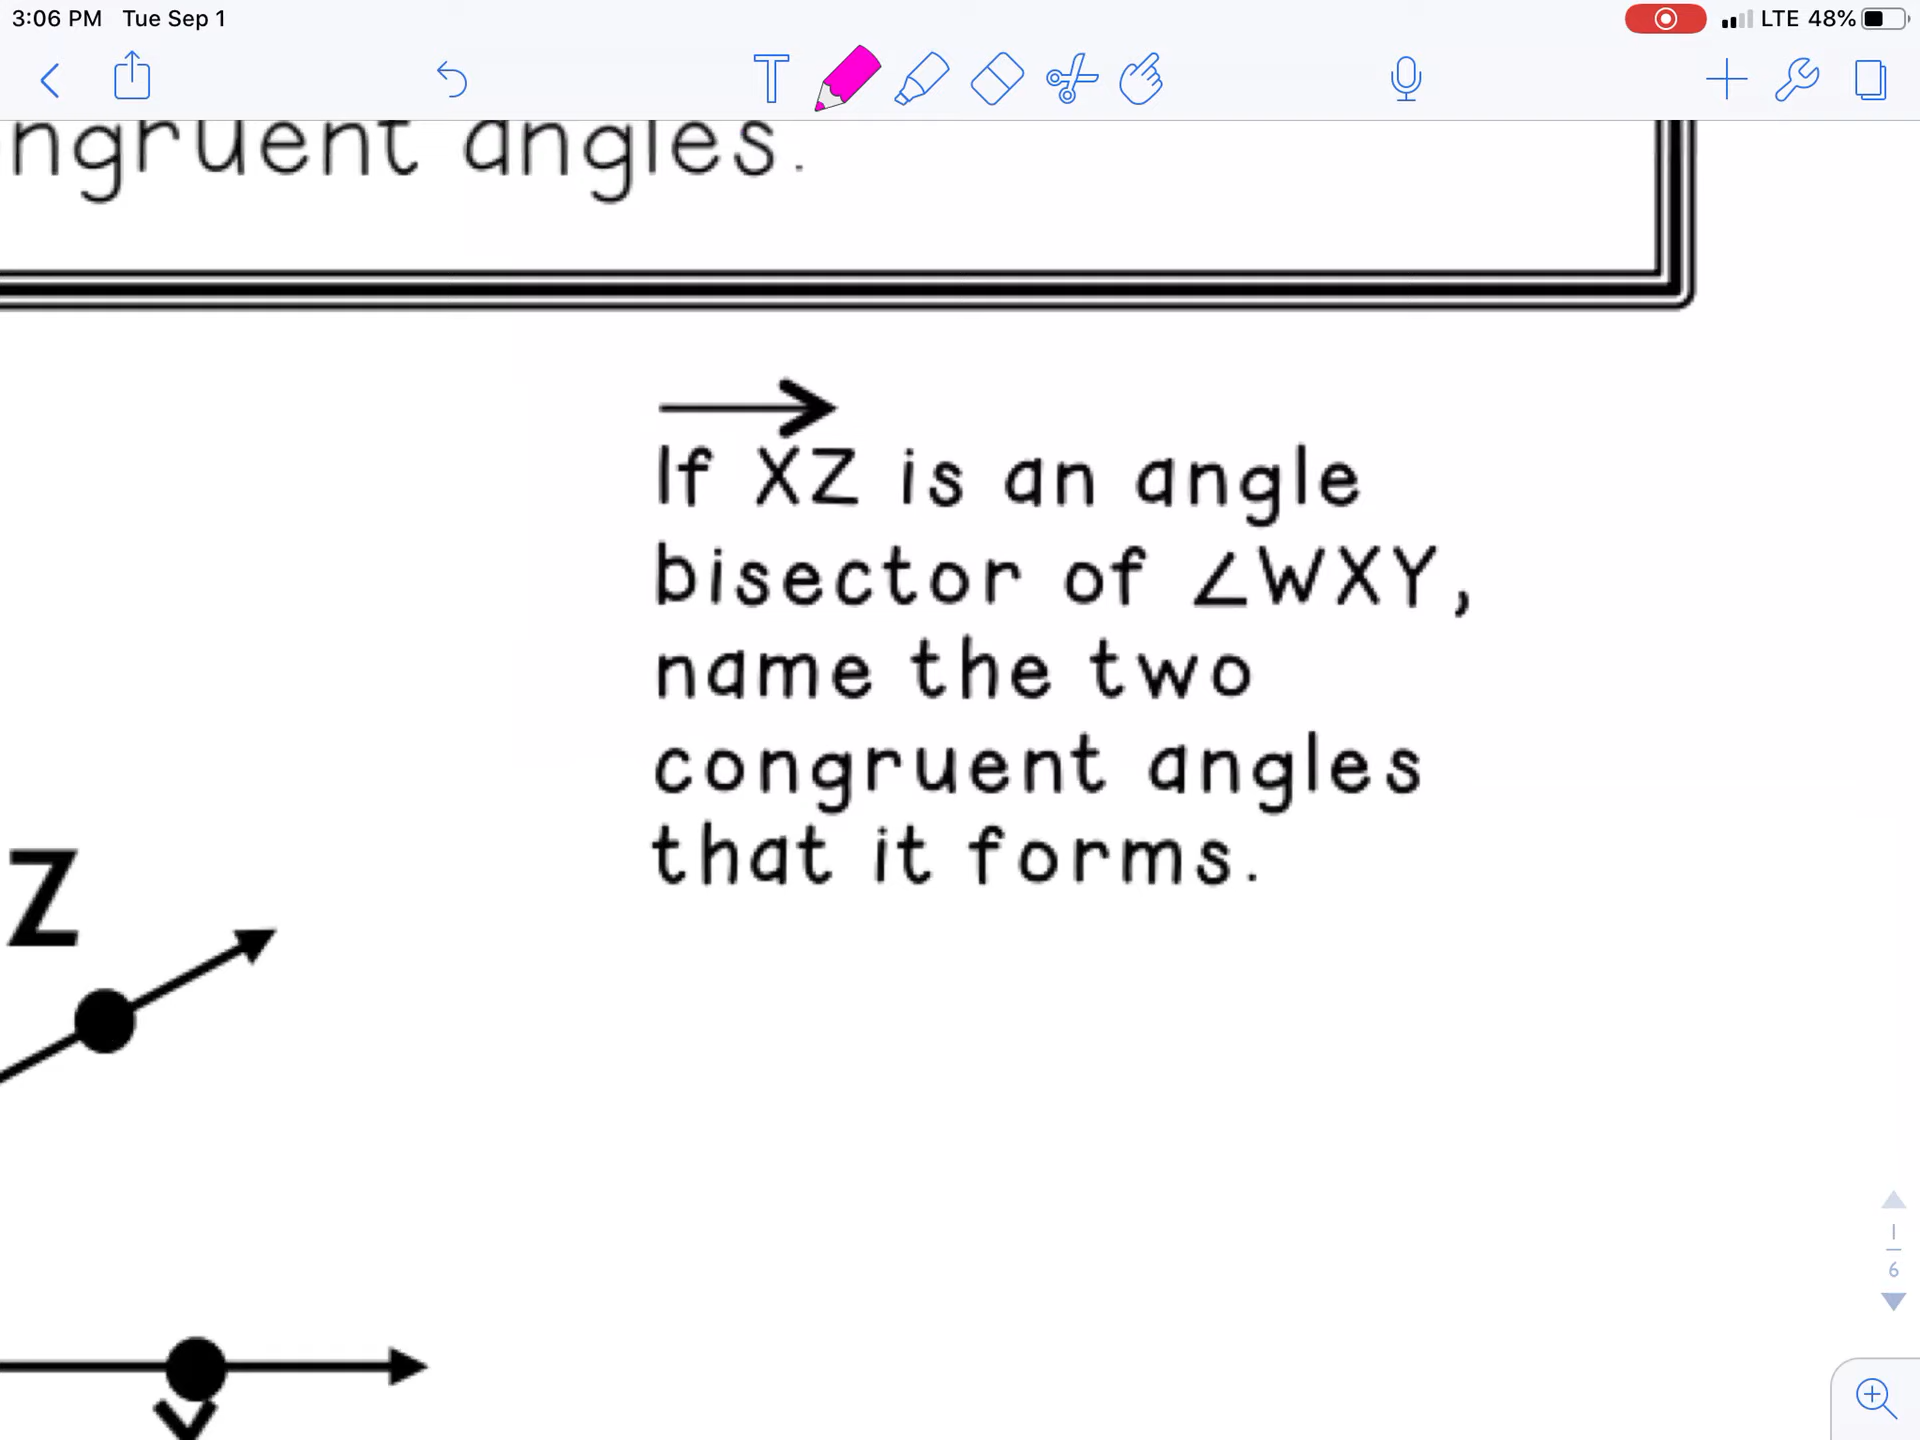 3:06 PM Tue Sep 1
LTE 48%
T
ngruent angles.
If XZ is an angle
bisector of ∠WXY,
name the two
congruent angles
that it forms.
Z
1
6